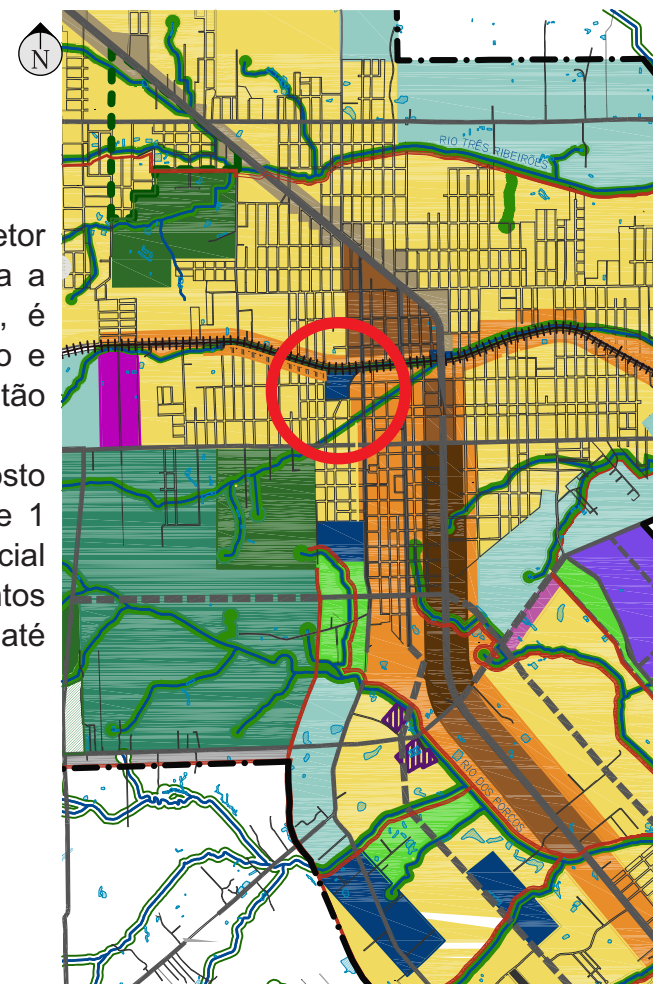 N
RIO TRÊS RIBEIRÕES
etor
a a
, é
o e
tão
osto
e 1
cial
tos
até
RIO DOS PORCOS